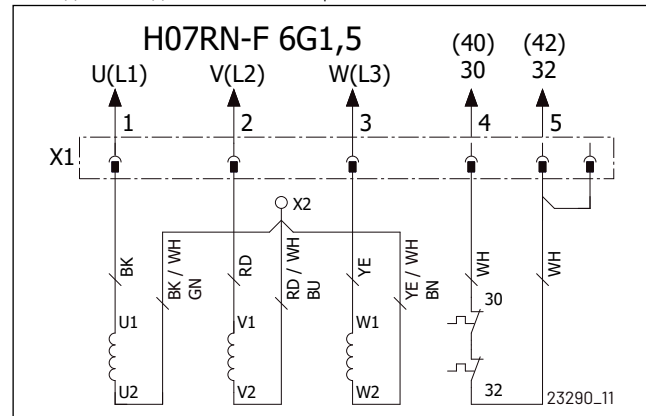 H07RN-F 6G1,5
(40) (42)
U(L1) V(L2) W(L3) 30 32
1 2 3 4 5
X1
X2
BK
BK / WH
GN
RD
RD / WH
BU
YE
YE / WH
BN
WH
WH
30
U1 V1 W1
U2 V2 W2 32
23290_11